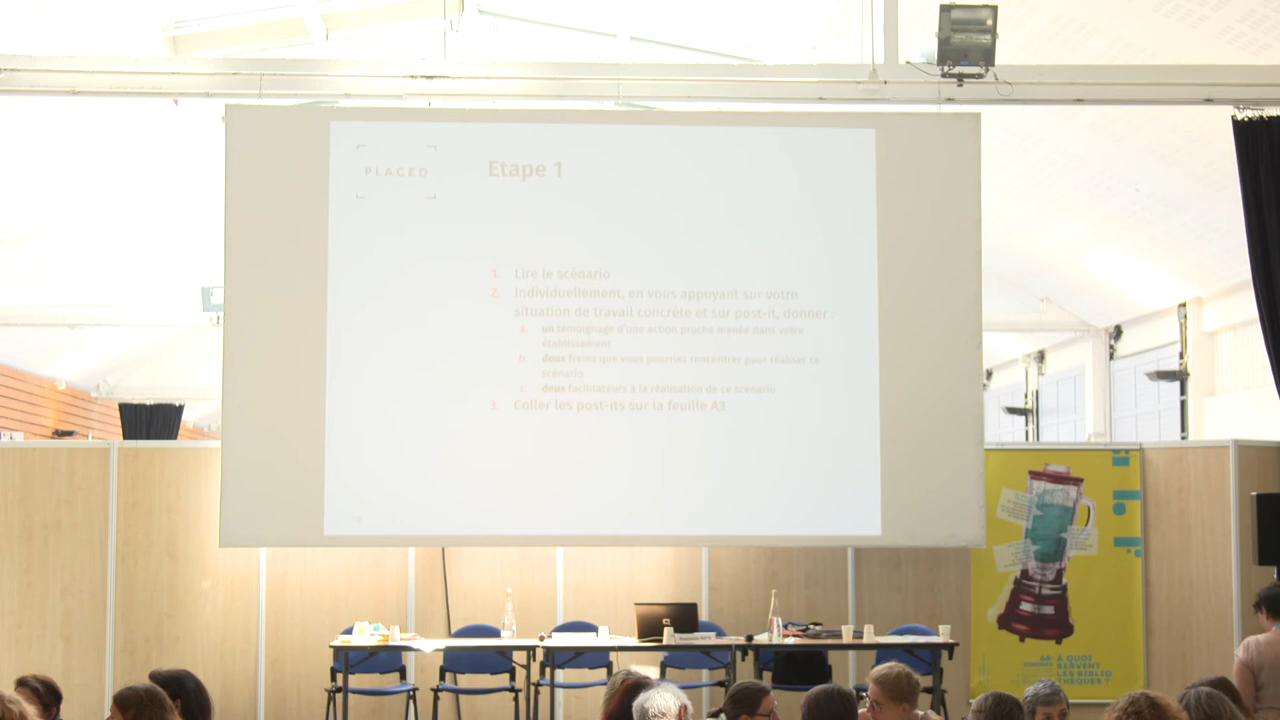 PLACED
Etape 1
1. Lire le scénario
2. Individuellement, en vous appuyant sur votre
situation de travail concrète et sur post-it, donner :
a. un témoignage d'une action proche menée dans votre
établissement
b. deux freins que vous pourriez rencontrer pour réaliser ce
scénario
c. deux facilitateurs à la réalisation de ce scénario
3. Coller les post-its sur la feuille A3
À QUOI
SERVENT
LES BIBLIO
THÈQUES ?